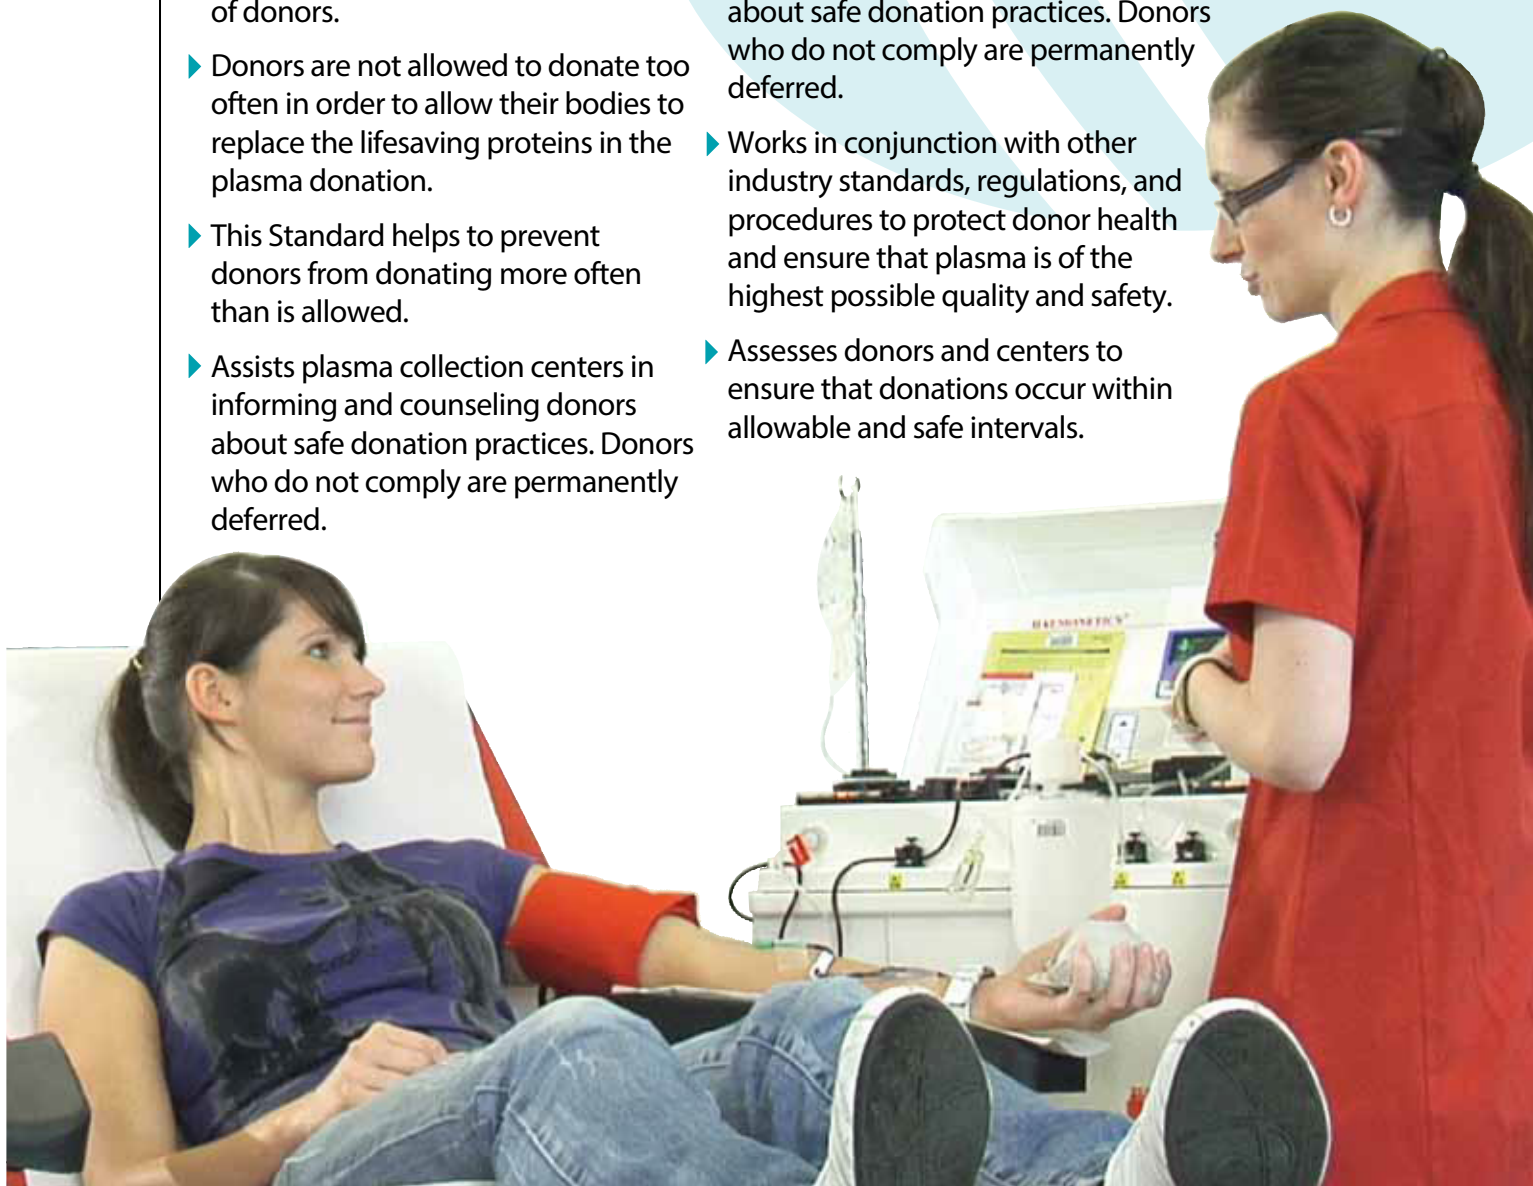 of donors.
Donors are not allowed to donate too
often in order to allow their bodies to
replace the lifesaving proteins in the
plasma donation.
This Standard helps to prevent
donors from donating more often
than is allowed.
Assists plasma collection centers in
informing and counseling donors
about safe donation practices. Donors
who do not comply are permanently
deferred.
about safe donation practices. Donors
who do not comply are permanently
deferred.
Works in conjunction with other
industry standards, regulations, and
procedures to protect donor health
and ensure that plasma is of the
highest possible quality and safety.
Assesses donors and centers to
ensure that donations occur within
allowable and safe intervals.
HAEMONETICS